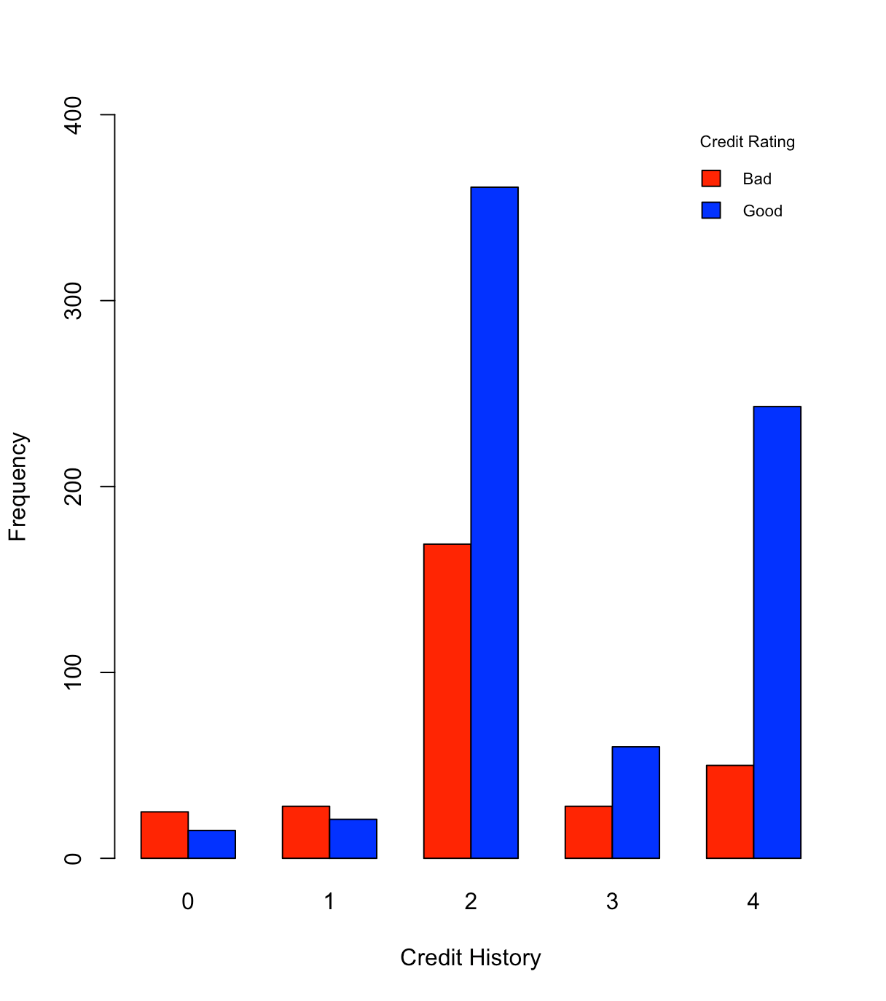 400
300
200
100
0
Frequency
Credit Rating
Bad
Good
0 1 2 3 4
Credit History